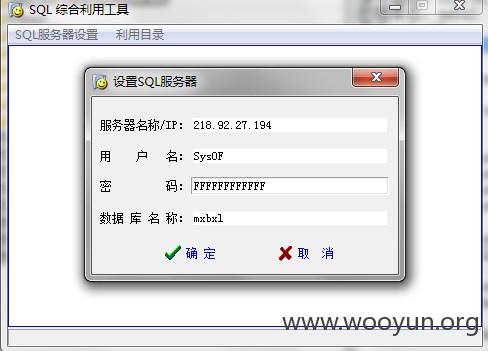 SQL 综合利用工具
SQL服务器设置 利用目录
设置SQL服务器
服务器名称/IP: 218.92.27.194
用 户 名: SysOF
密 码: FFFFFFFFFFFF
数据库名称: mxbxl
确定 取 消
www.wooyun.org